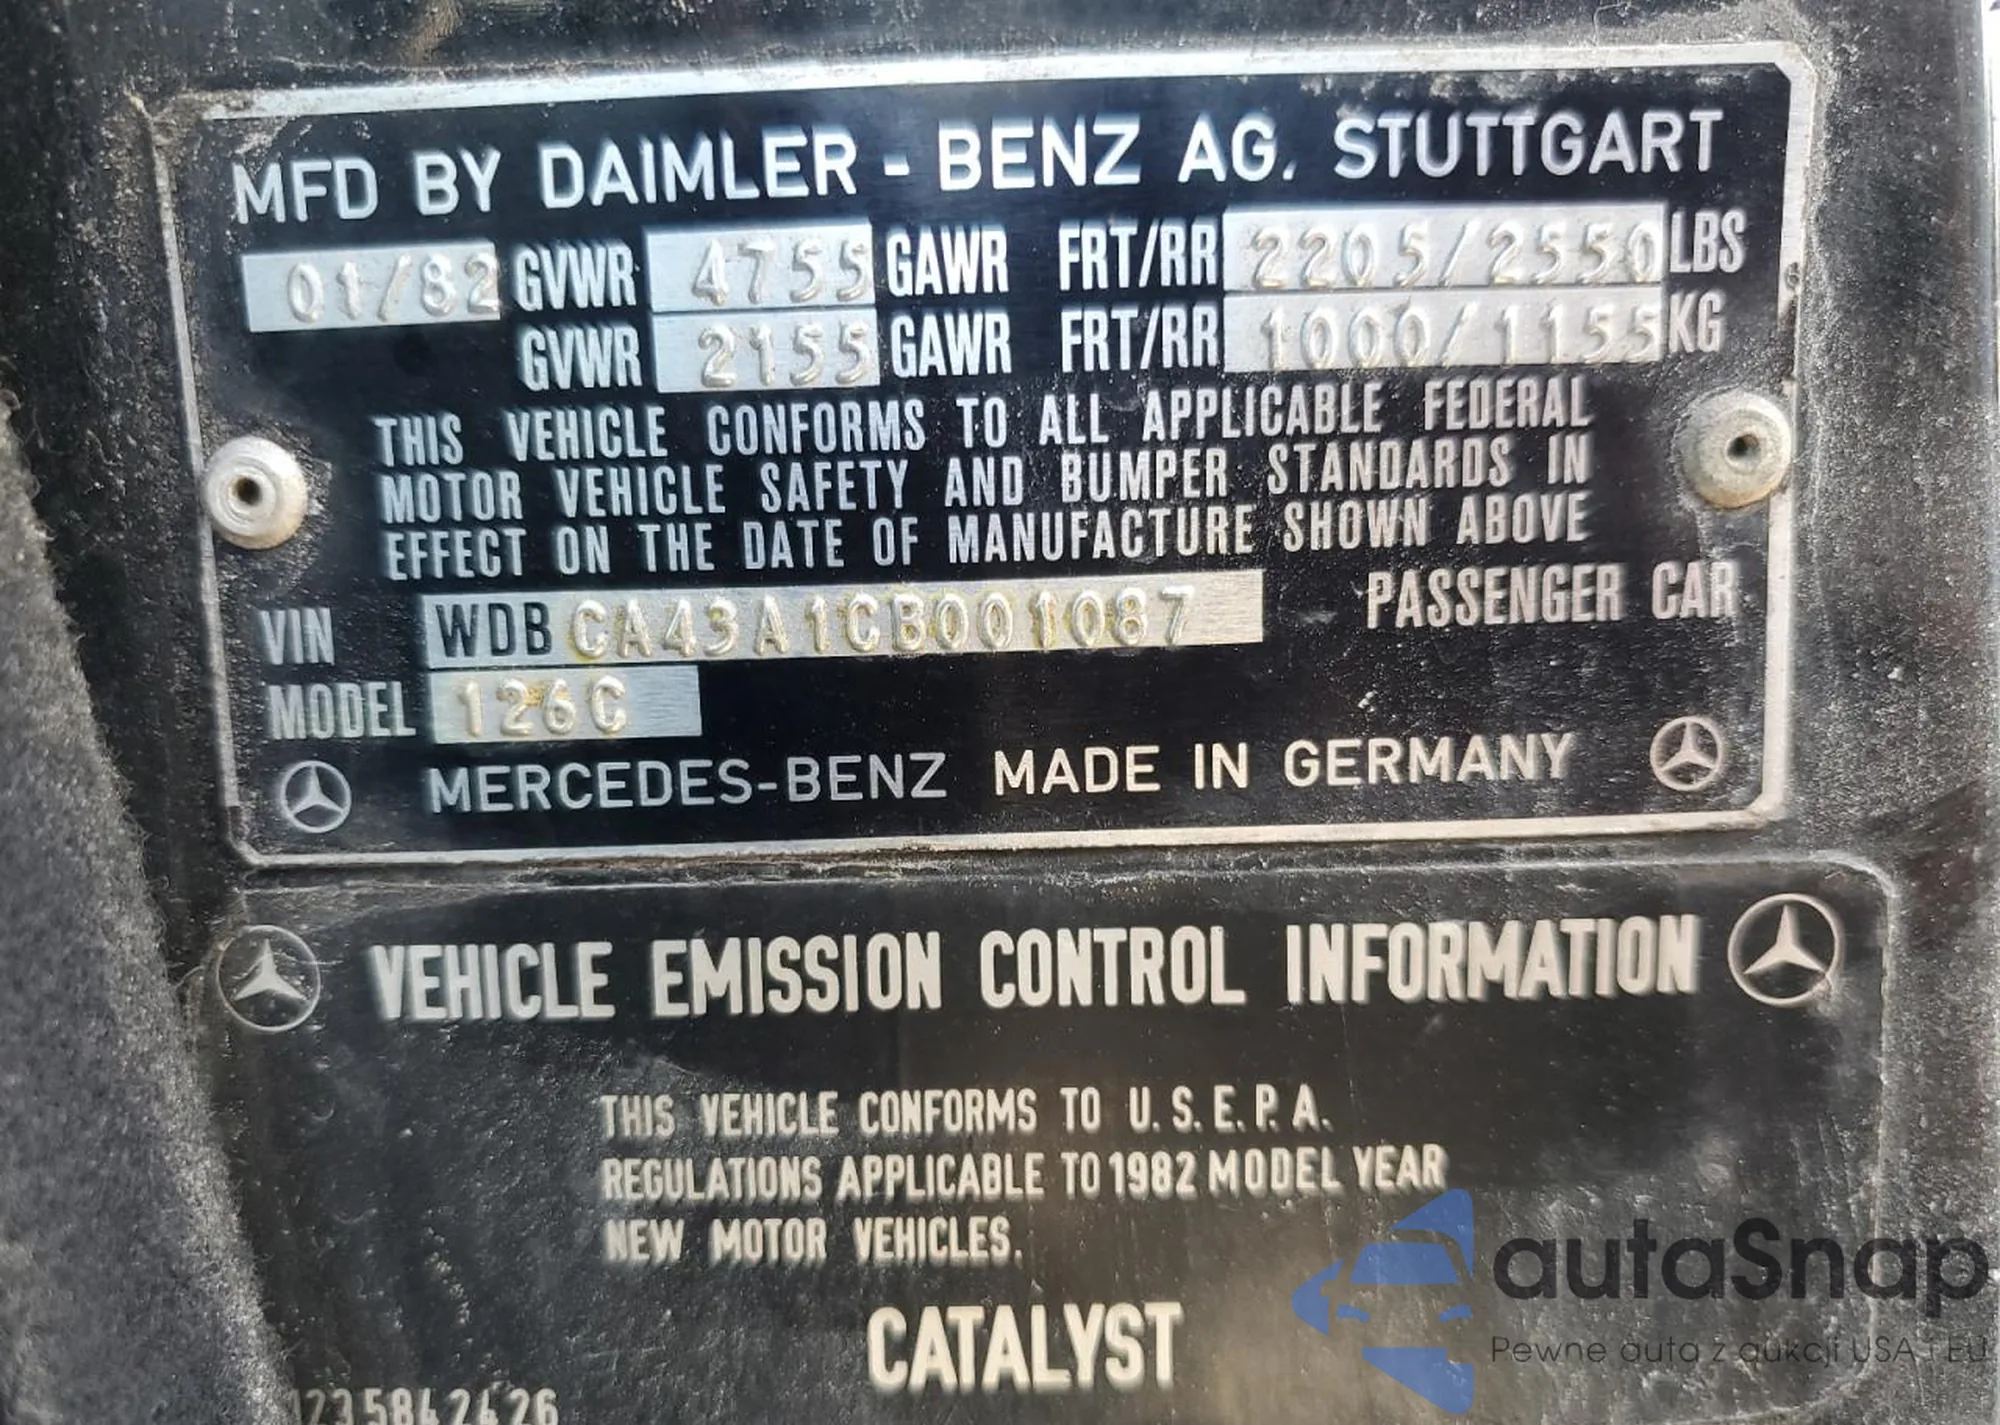 MFD BY DAIMLER - BENZ AG. STUTTGART
01/82 GVWR 4755 GAWR FRT/RR 2205/2550 LBS
GVWR 2155 GAWR FRT/RR 1000/1155 KG
THIS VEHICLE CONFORMS TO ALL APPLICABLE FEDERAL
MOTOR VEHICLE SAFETY AND BUMPER STANDARDS IN
EFFECT ON THE DATE OF MANUFACTURE SHOWN ABOVE
VIN WDB CA43A1CB001087 PASSENGER CAR
MODEL 126C
MERCEDES-BENZ MADE IN GERMANY
VEHICLE EMISSION CONTROL INFORMATION
THIS VEHICLE CONFORMS TO U.S.E.P.A.
REGULATIONS APPLICABLE TO 1982 MODEL YEAR
NEW MOTOR VEHICLES.
CATALYST
1235842426
autaSnap
Pewne auta z aukcji USA i EU